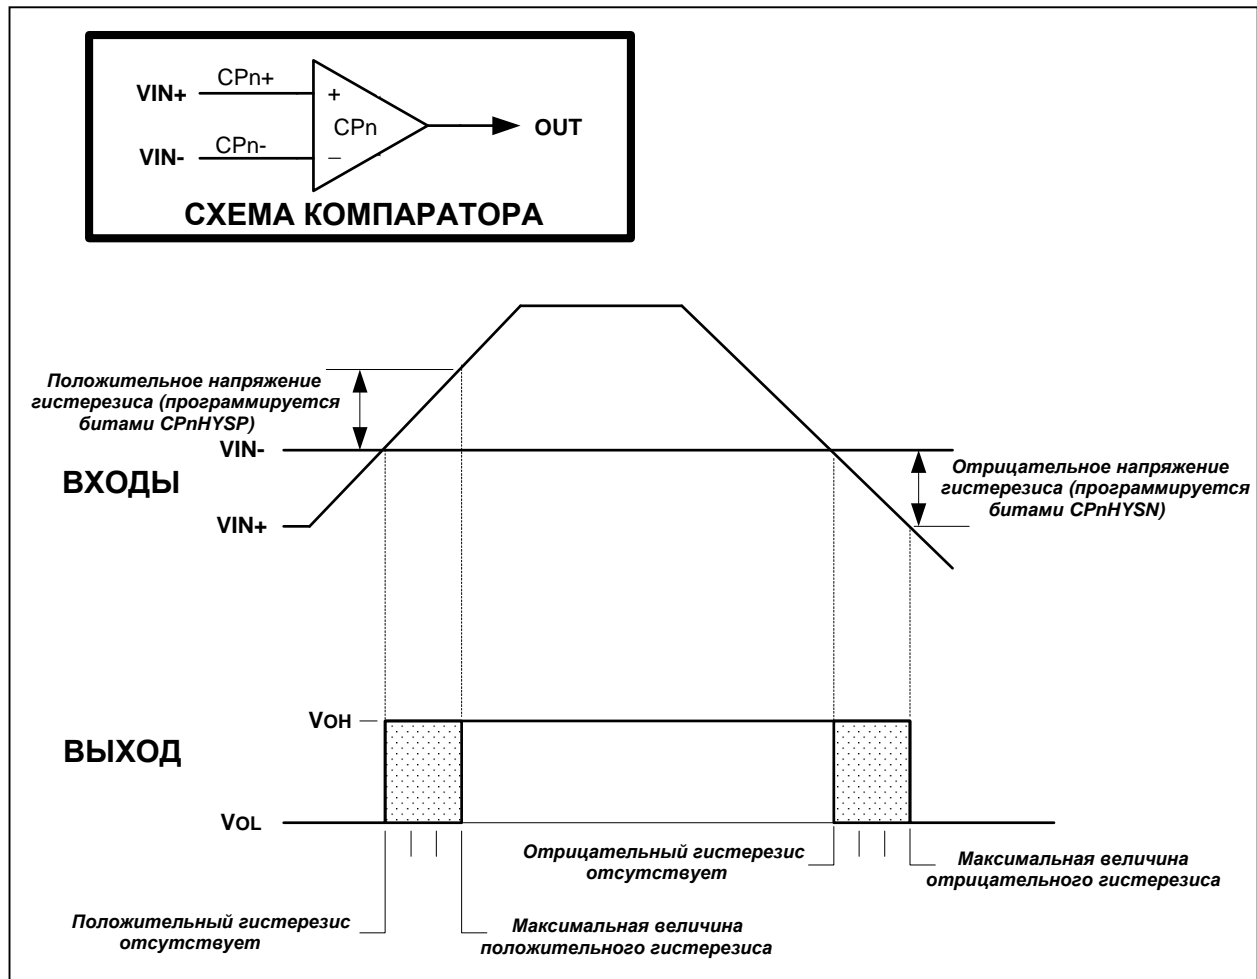 CPn+
VIN+
+
CPn
OUT
CPn-
VIN-
–
СХЕМА КОМПАРАТОРА
Положительное напряжение
гистерезиса (программируется
битами CPnHYSP)
VIN-
ВХОДЫ
VIN+
Отрицательное напряжение
гистерезиса (программируется
битами CPnHYSN)
VOH
ВЫХОД
VOL
Отрицательный гистерезис
отсутствует
Максимальная величина
отрицательного гистерезиса
Положительный гистерезис
отсутствует
Максимальная величина
положительного гистерезиса